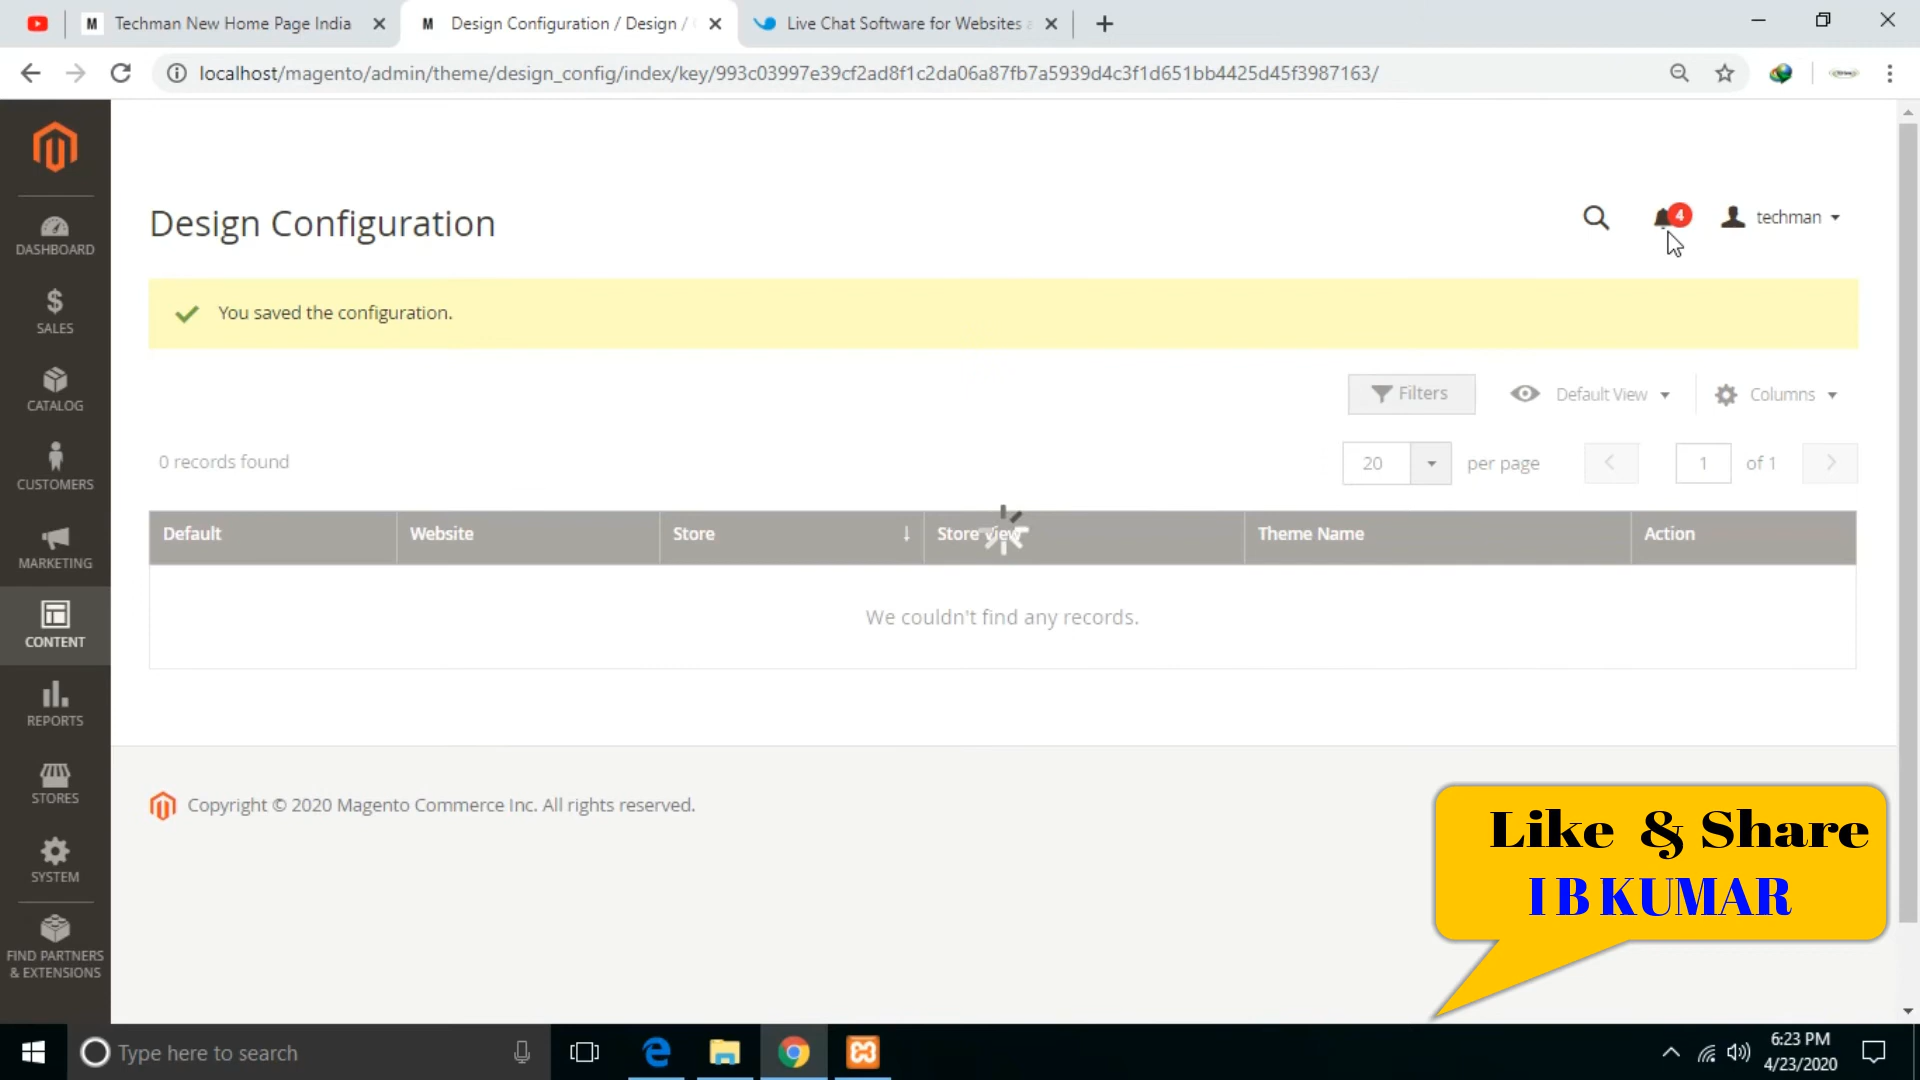 Techman New Home Page India
Design Configuration / Design /
Live Chat Software for Websites a
localhost/magento/admin/theme/design_config/index/key/993c03997e39cf2ad8f1c2da06a87fb7a5939d4c3f1d651bb4425d45f3987163/
DASHBOARD
SALES
CATALOG
CUSTOMERS
MARKETING
CONTENT
REPORTS
STORES
SYSTEM
FIND PARTNERS
& EXTENSIONS
Design Configuration
4
techman
You saved the configuration.
Filters
Default View
Columns
0 records found
20
per page
1
of 1
Default
Website
Store
Store View
Theme Name
Action
We couldn't find any records.
Copyright © 2020 Magento Commerce Inc. All rights reserved.
Like & Share
I B KUMAR
Type here to search
6:23 PM
4/23/2020